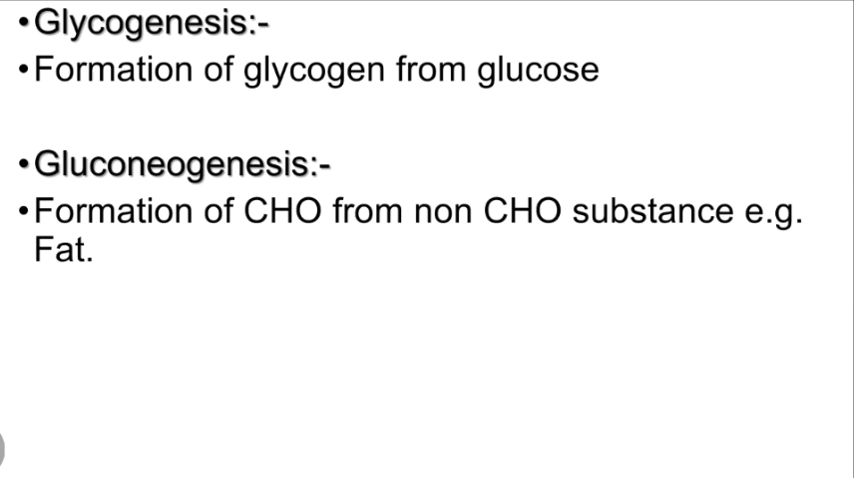 •Glycogenesis:-
•Formation of glycogen from glucose
•Gluconeogenesis:-
•Formation of CHO from non CHO substance e.g.
Fat.